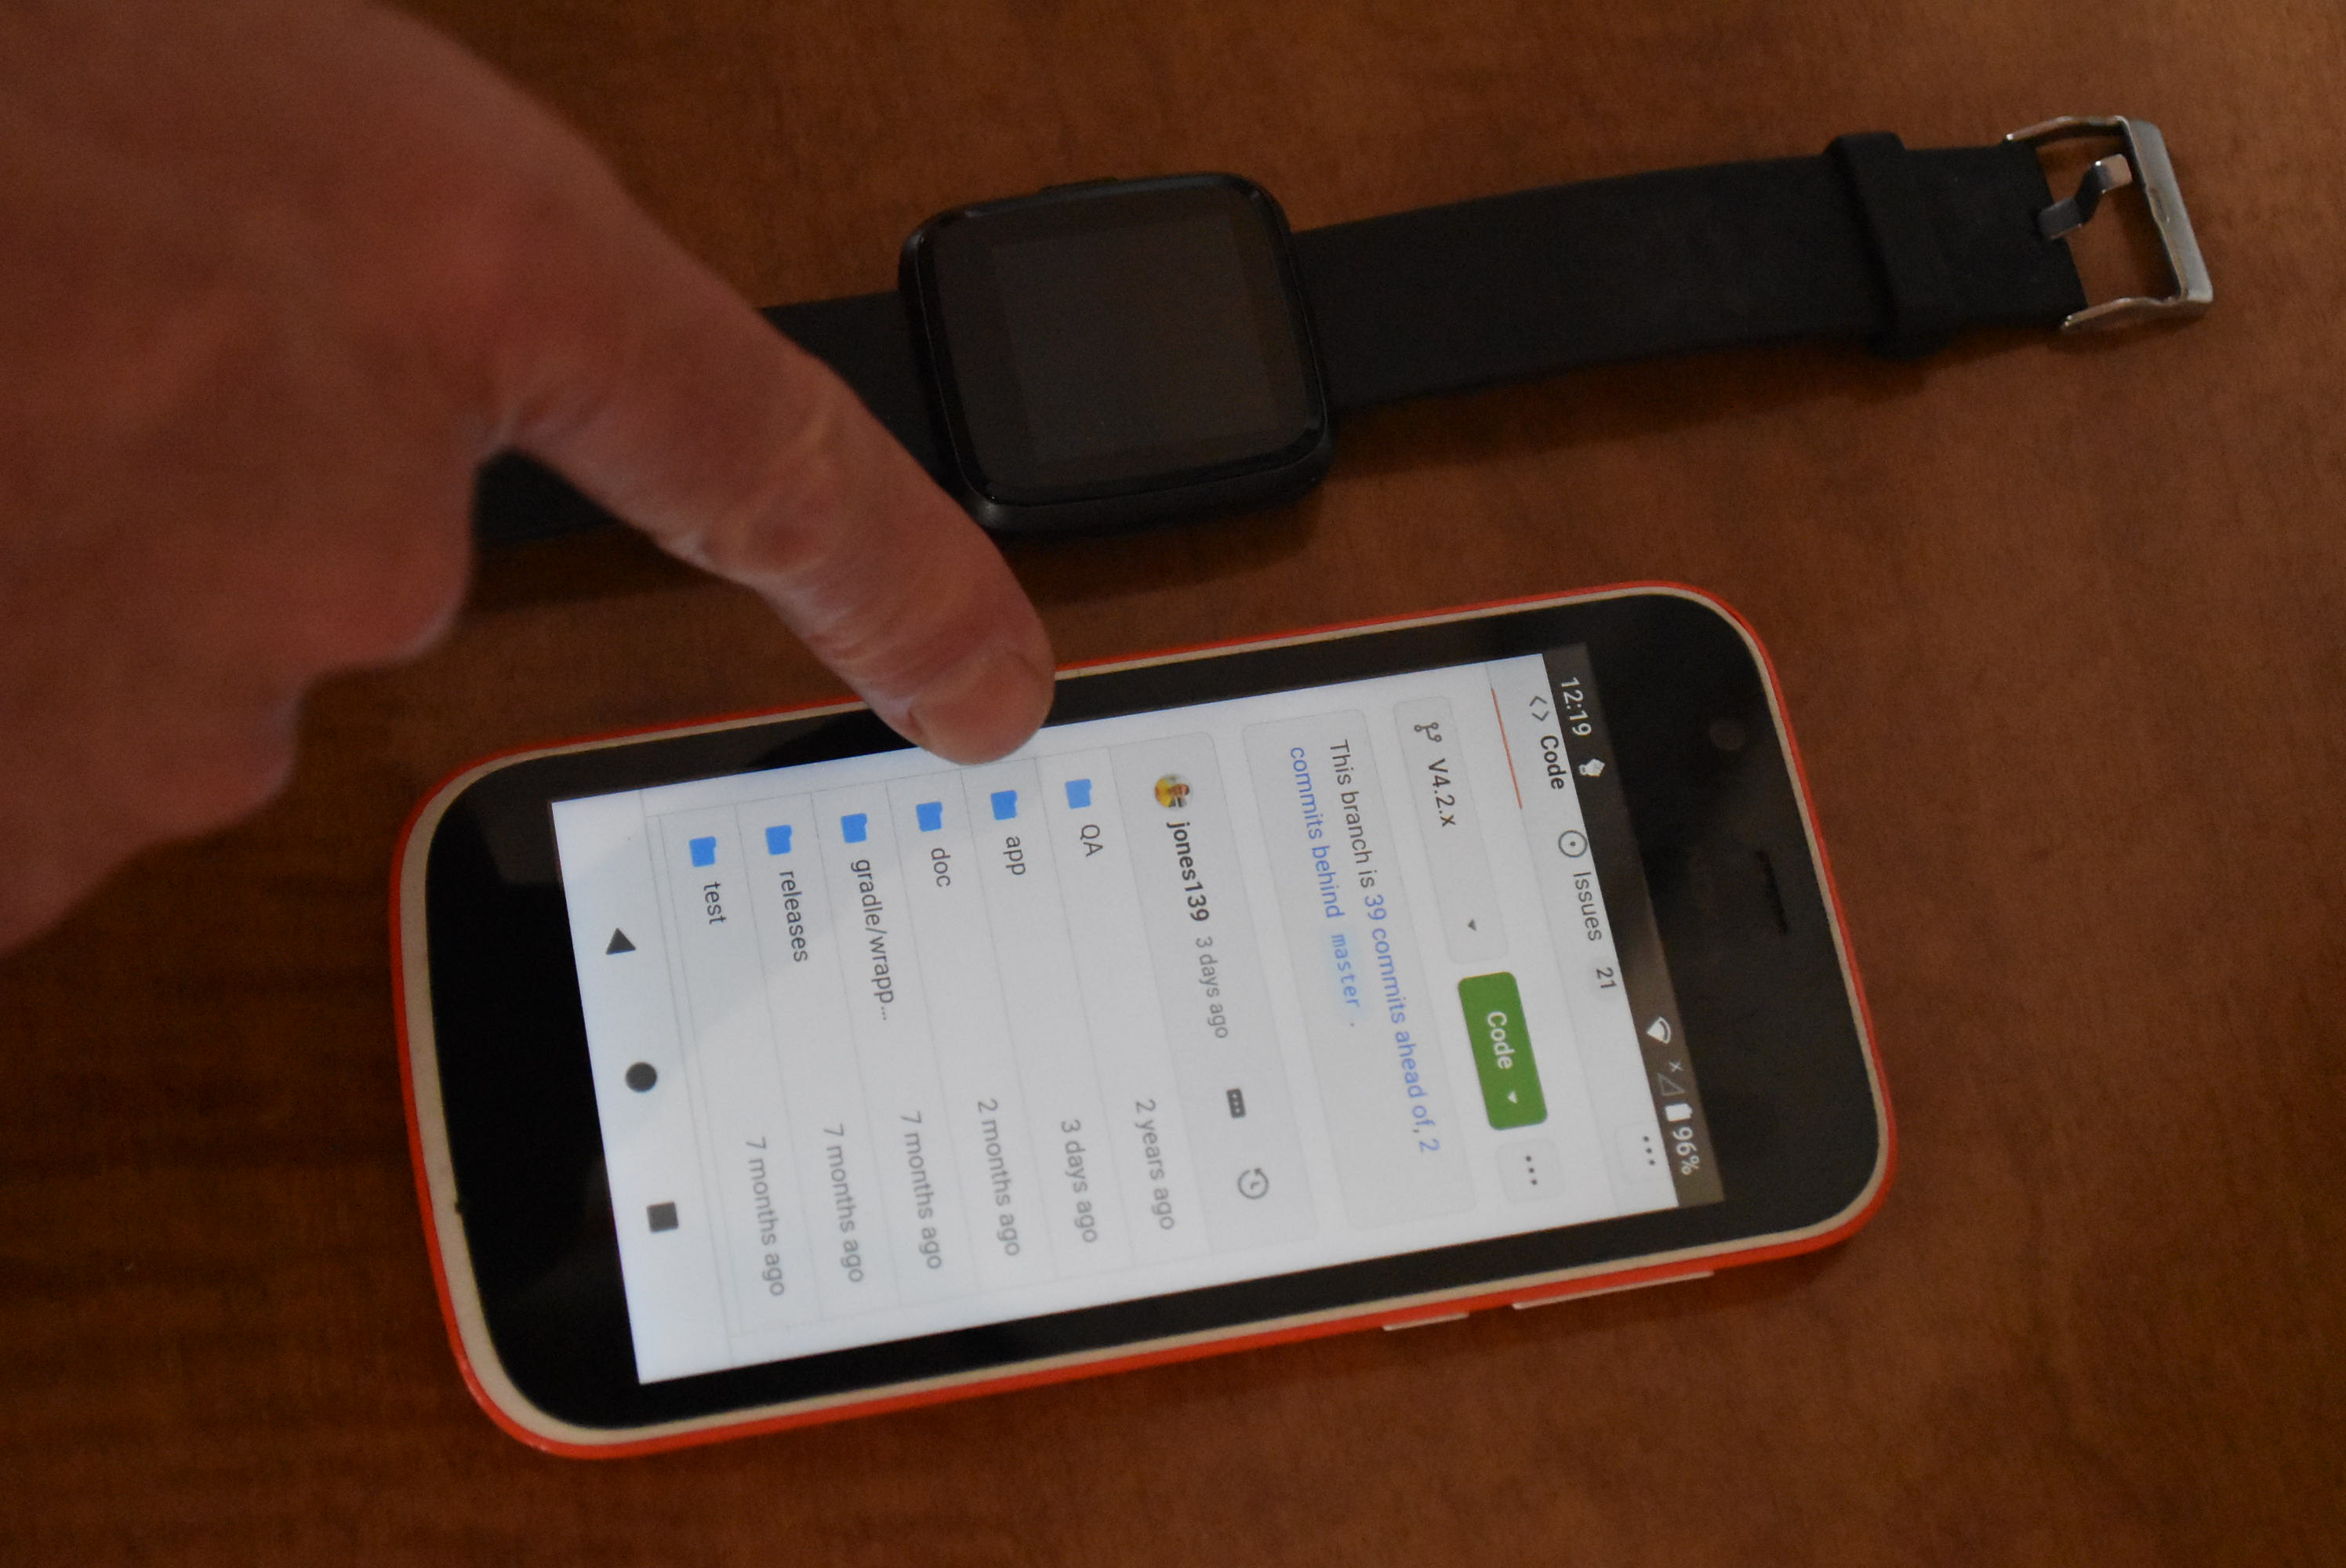 12:19 96%
<> Code Issues 21 ...
V4.2.x Code ...
This branch is 39 commits ahead of, 2
commits behind master .
jones139 3 days ago
QA 2 years ago
app 3 days ago
doc 2 months ago
gradle/wrapp... 7 months ago
releases 7 months ago
test 7 months ago